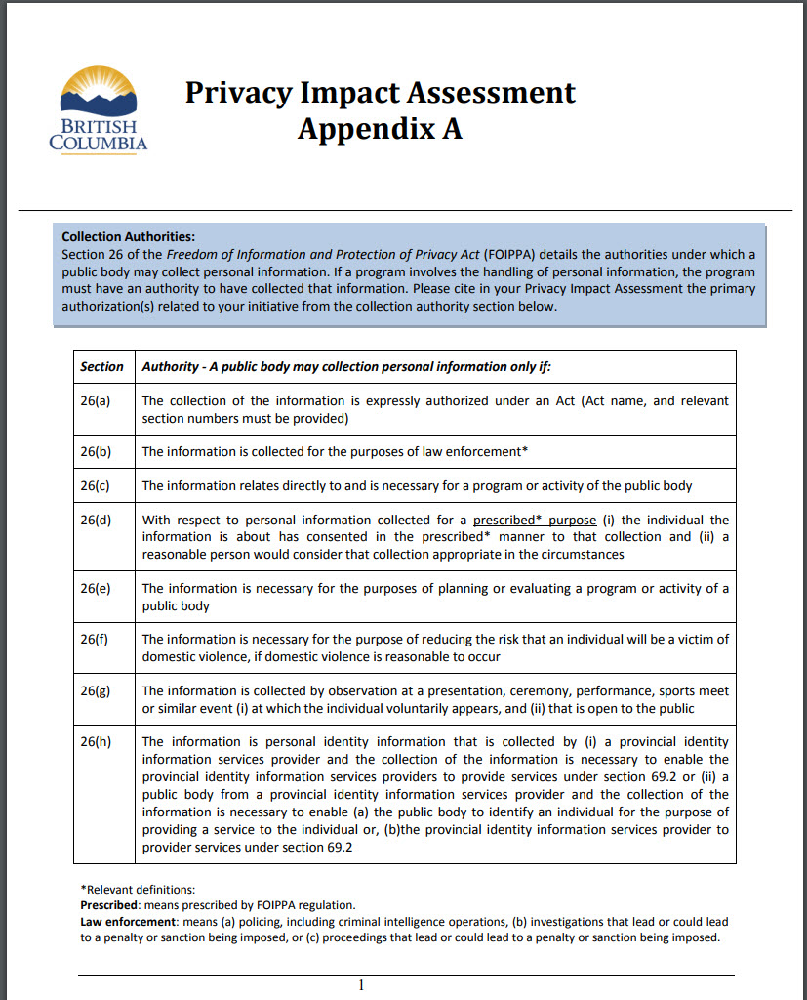 BRITISH
COLUMBIA
Privacy Impact Assessment
Appendix A
Collection Authorities:
Section 26 of the Freedom of Information and Protection of Privacy Act (FOIPPA) details the authorities under which a
public body may collect personal information. If a program involves the handling of personal information, the program
must have an authority to have collected that information. Please cite in your Privacy Impact Assessment the primary
authorization(s) related to your initiative from the collection authority section below.
Section Authority - A public body may collection personal information only if:
26(a) The collection of the information is expressly authorized under an Act (Act name, and relevant
section numbers must be provided)
26(b) The information is collected for the purposes of law enforcement*
26(c) The information relates directly to and is necessary for a program or activity of the public body
26(d) With respect to personal information collected for a prescribed* purpose (i) the individual the
information is about has consented in the prescribed* manner to that collection and (ii) a
reasonable person would consider that collection appropriate in the circumstances
26(e) The information is necessary for the purposes of planning or evaluating a program or activity of a
public body
26(f) The information is necessary for the purpose of reducing the risk that an individual will be a victim of
domestic violence, if domestic violence is reasonable to occur
26(g) The information is collected by observation at a presentation, ceremony, performance, sports meet
or similar event (i) at which the individual voluntarily appears, and (ii) that is open to the public
26(h) The information is personal identity information that is collected by (i) a provincial identity
information services provider and the collection of the information is necessary to enable the
provincial identity information services providers to provide services under section 69.2 or (ii) a
public body from a provincial identity information services provider and the collection of the
information is necessary to enable (a) the public body to identify an individual for the purpose of
providing a service to the individual or, (b)the provincial identity information services provider to
provider services under section 69.2
*Relevant definitions:
Prescribed: means prescribed by FOIPPA regulation.
Law enforcement: means (a) policing, including criminal intelligence operations, (b) investigations that lead or could lead
to a penalty or sanction being imposed, or (c) proceedings that lead or could lead to a penalty or sanction being imposed.
1